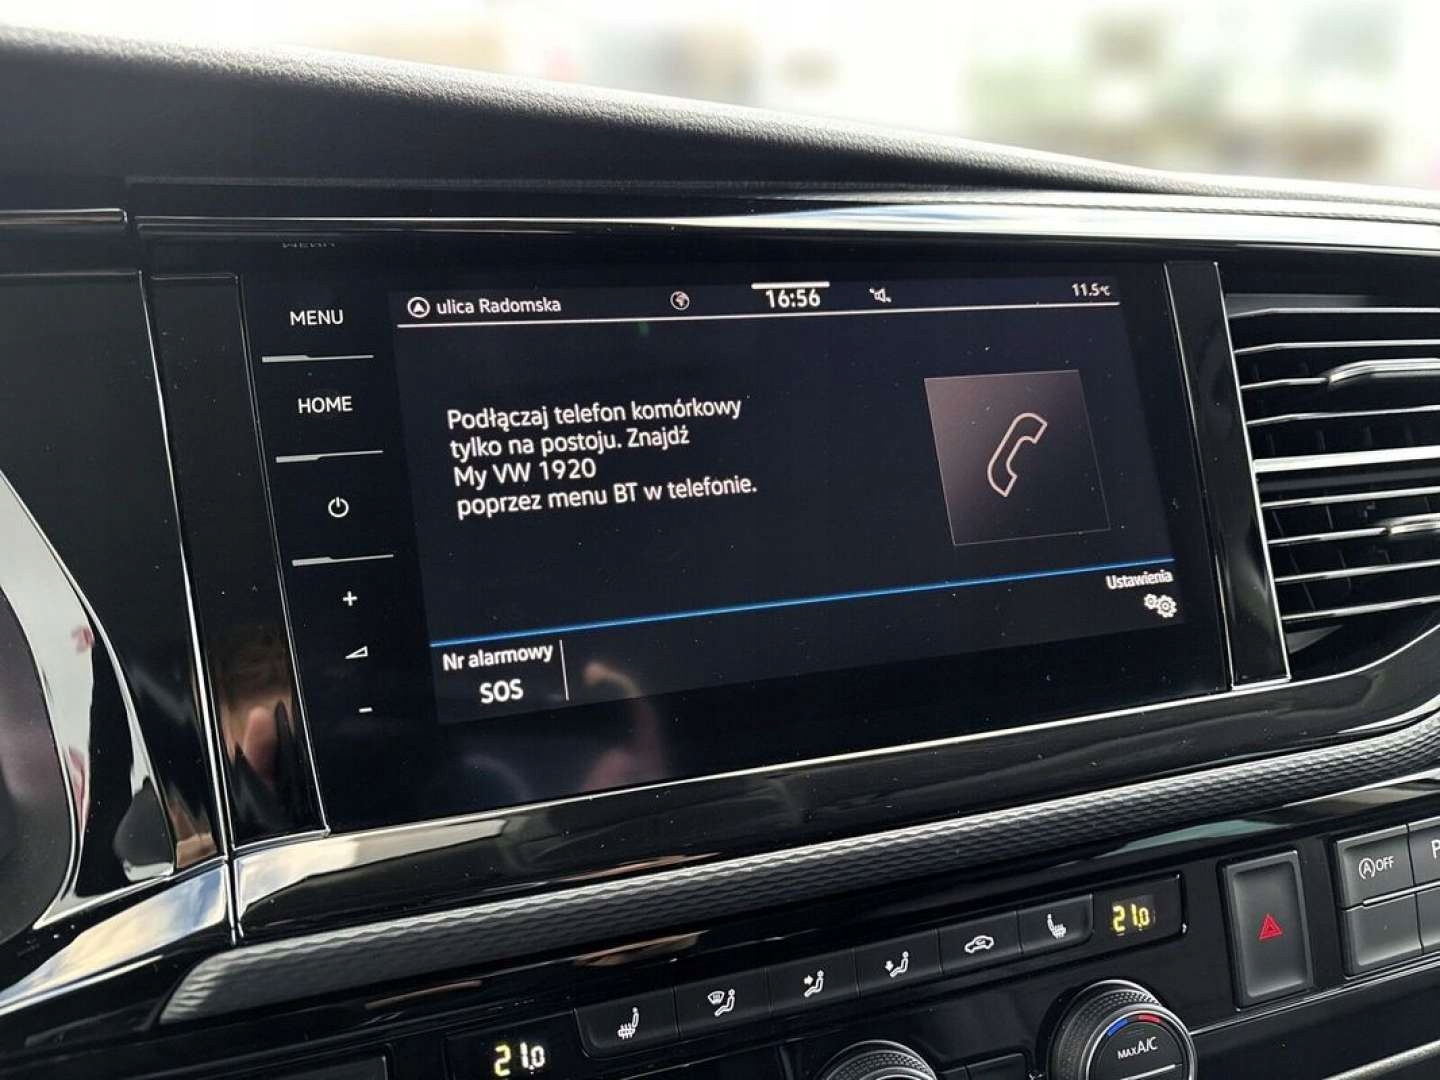 MENU
ulica Radomska
16:56
11.5°C
HOME
Podłączaj telefon komórkowy
tylko na postoju. Znajdź
My VW 1920
poprzez menu BT w telefonie.
+
-
Ustawienia
Nr alarmowy
SOS
A OFF
P
21.0
21.0
MAX A/C